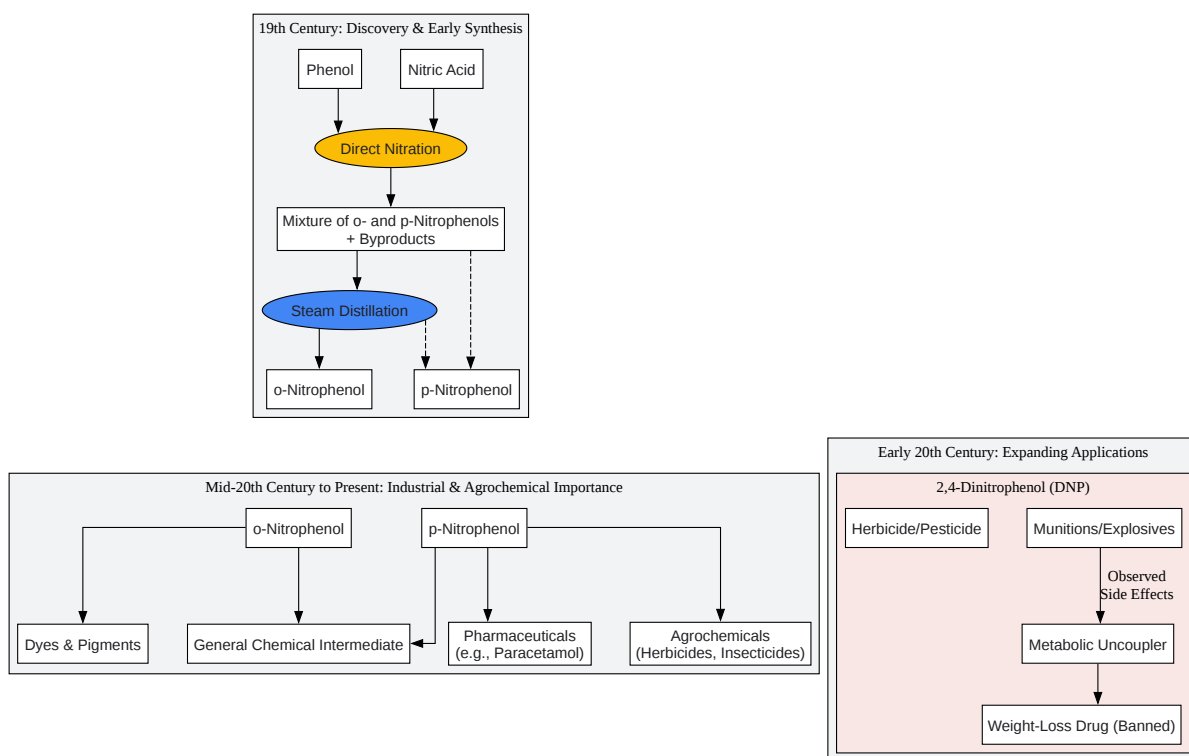 19th Century: Discovery & Early Synthesis
Phenol
Nitric Acid
Direct Nitration
Mixture of o- and p-Nitrophenols
+ Byproducts
Steam Distillation
o-Nitrophenol
p-Nitrophenol
Mid-20th Century to Present: Industrial & Agrochemical Importance
o-Nitrophenol
p-Nitrophenol
Dyes & Pigments
General Chemical Intermediate
Pharmaceuticals
(e.g., Paracetamol)
Agrochemicals
(Herbicides, Insecticides)
Early 20th Century: Expanding Applications
2,4-Dinitrophenol (DNP)
Herbicide/Pesticide
Munitions/Explosives
Observed
Side Effects
Metabolic Uncoupler
Weight-Loss Drug (Banned)